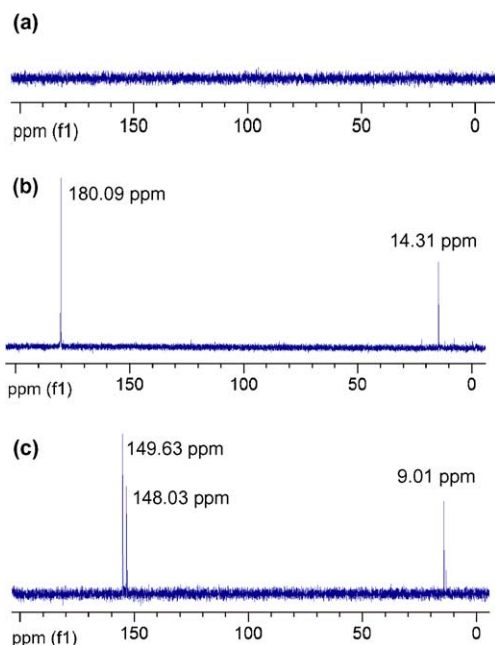 (a)
150 100 50 0
ppm (f1)
(b)
180.09 ppm
14.31 ppm
150 100 50 0
ppm (f1)
(c)
149.63 ppm
9.01 ppm
148.03 ppm
150 100 50 0
ppm (f1)